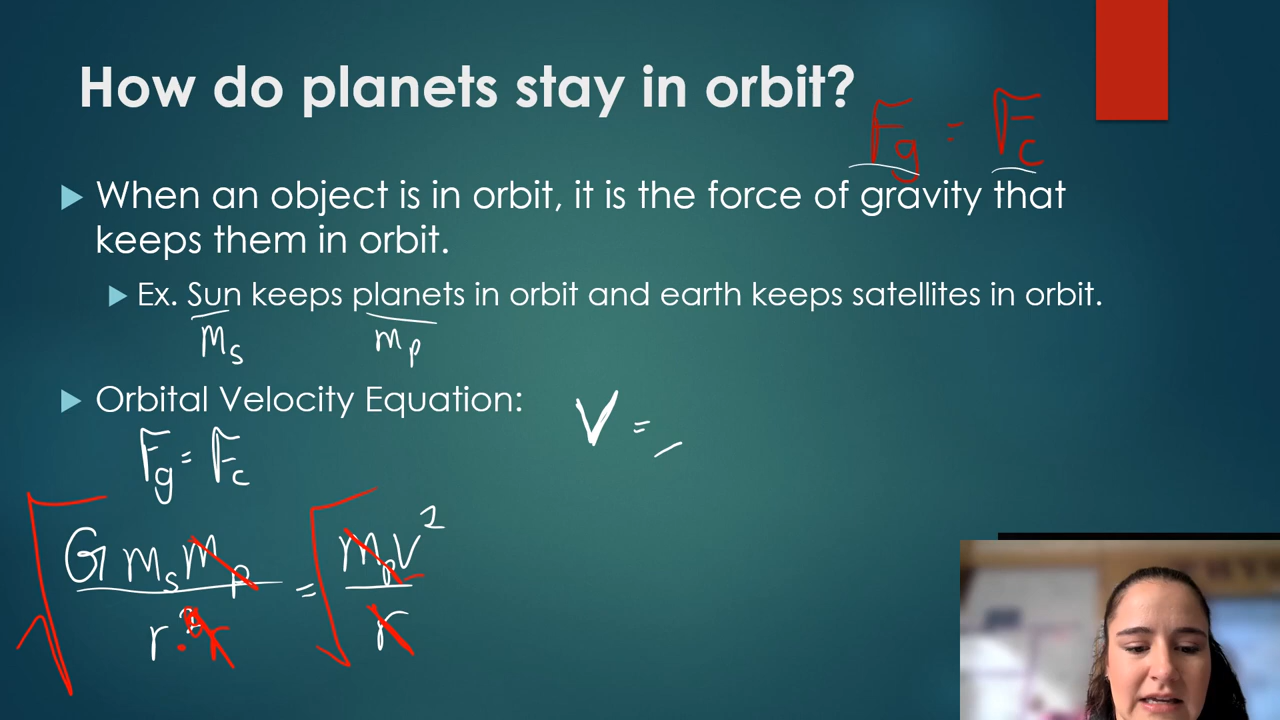 How do planets stay in orbit?
Fg = Fc
When an object is in orbit, it is the force of gravity that
keeps them in orbit.
Ex. Sun keeps planets in orbit and earth keeps satellites in orbit.
ms mp
Orbital Velocity Equation:
V =
Fg = Fc
√G ms mp / r² · r = √mp v² / r